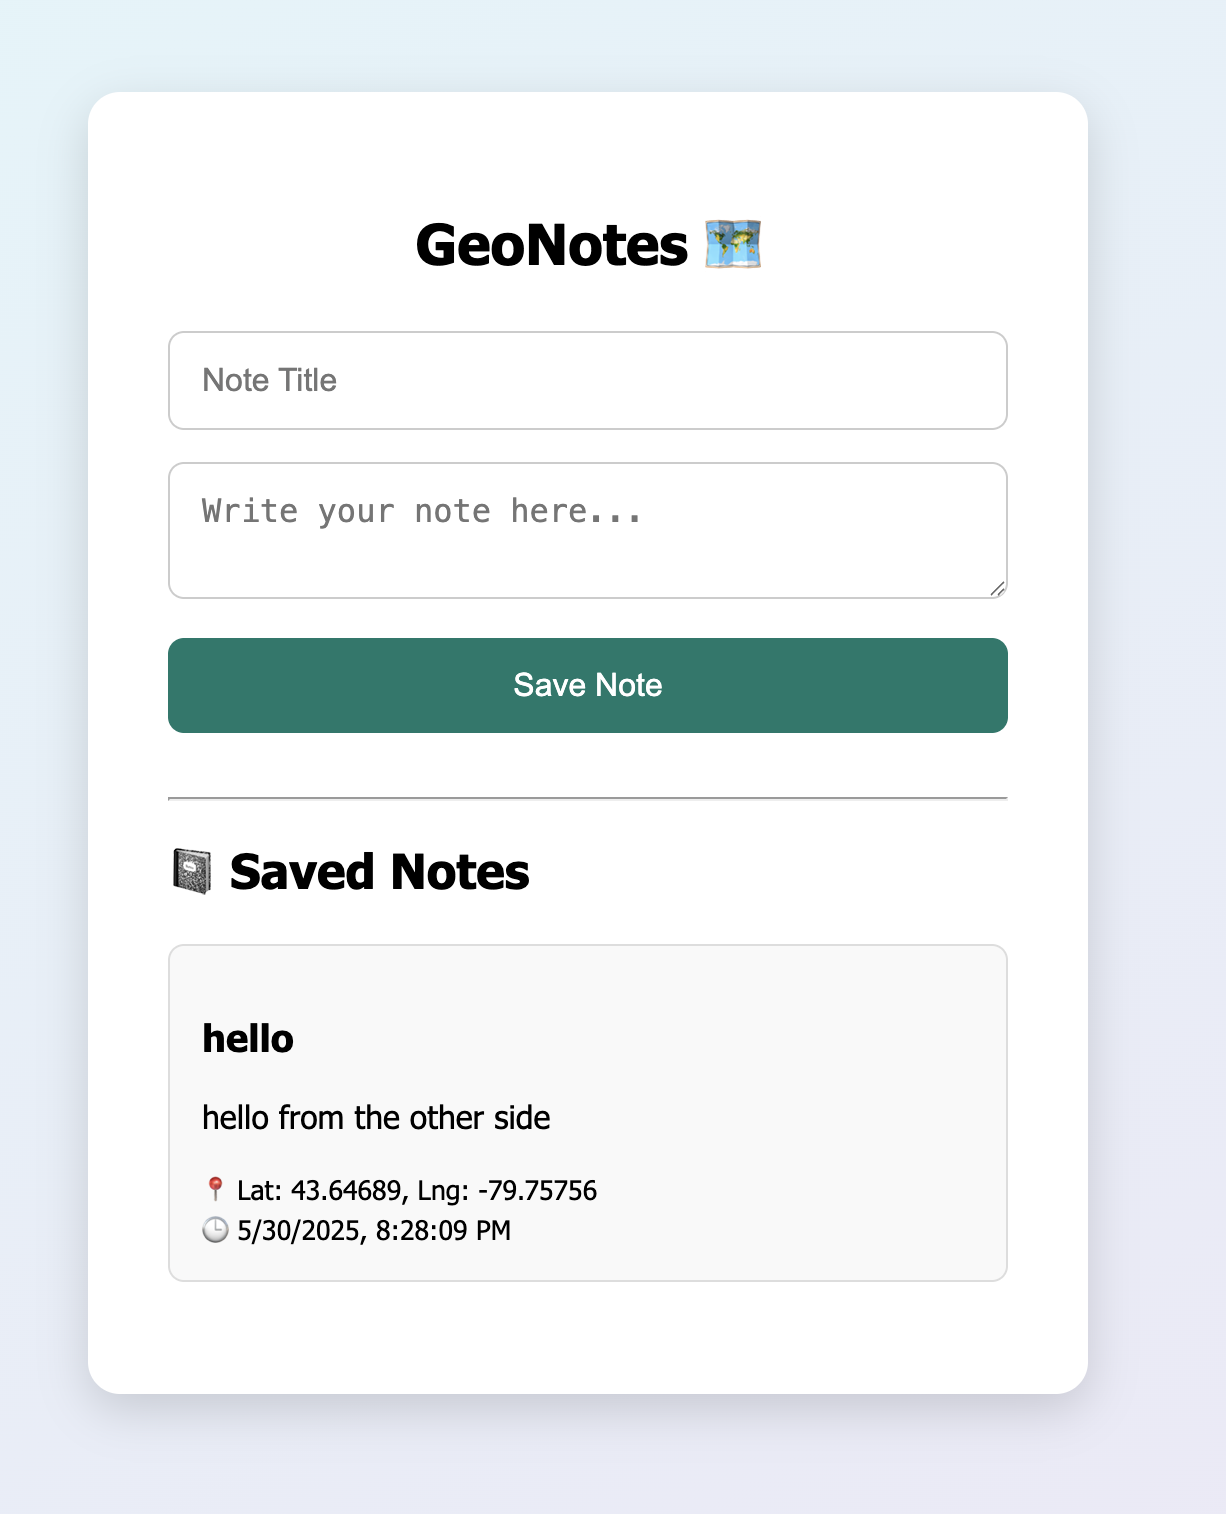 GeoNotes 🗺️
Note Title
Write your note here...
Save Note
📓 Saved Notes
hello
hello from the other side
📍 Lat: 43.64689, Lng: -79.75756
🕒 5/30/2025, 8:28:09 PM